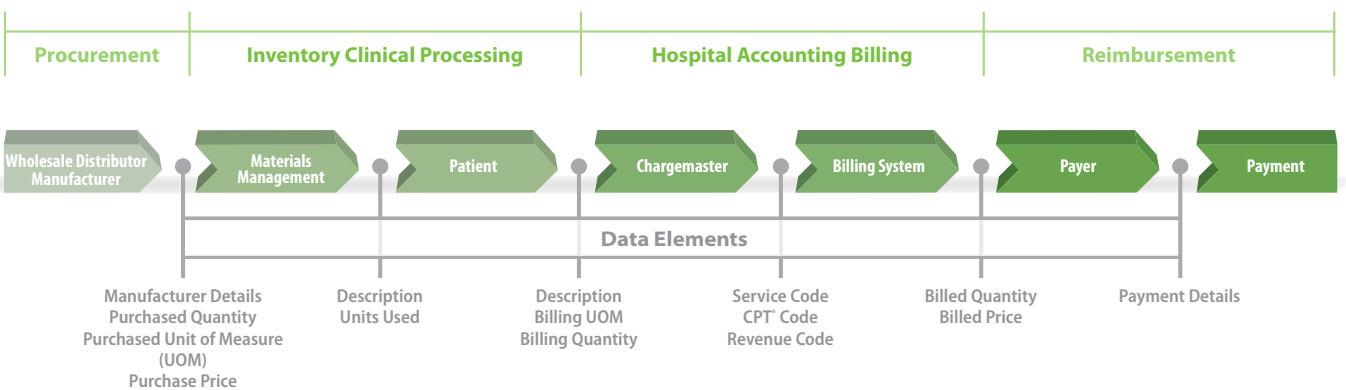 Procurement
Inventory Clinical Processing
Hospital Accounting Billing
Reimbursement
Wholesale Distributor
Manufacturer
Materials
Management
Patient
Chargemaster
Billing System
Payer
Payment
Data Elements
Manufacturer Details
Purchased Quantity
Purchased Unit of Measure
(UOM)
Purchase Price
Description
Units Used
Description
Billing UOM
Billing Quantity
Service Code
CPT® Code
Revenue Code
Billed Quantity
Billed Price
Payment Details